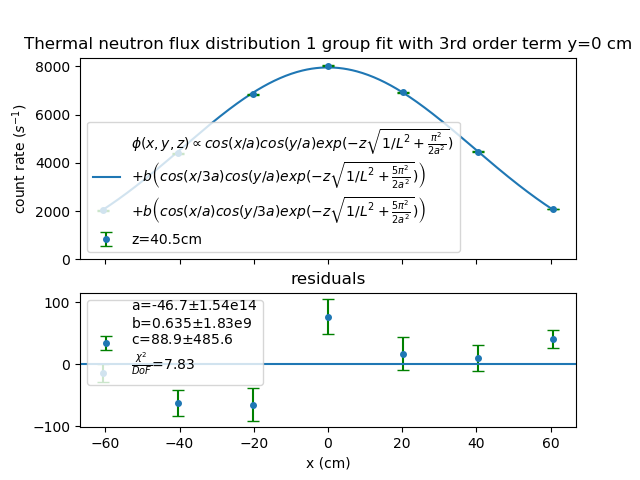 Thermal neutron flux distribution 1 group fit with 3rd order term y=0 cm
8000
6000
4000
2000
0
count rate (s⁻¹)
ϕ(x, y, z) ∝ cos(x/a)cos(y/a)exp(−z√(1/L² + π²/2a²))
+b(cos(x/3a)cos(y/a)exp(−z√(1/L² + 5π²/2a²)))
+b(cos(x/a)cos(y/3a)exp(−z√(1/L² + 5π²/2a²)))
z=40.5cm
residuals
100
0
−100
a=-46.7±1.54e14
b=0.635±1.83e9
c=88.9±485.6
χ²/DoF=7.83
−60 −40 −20 0 20 40 60
x (cm)